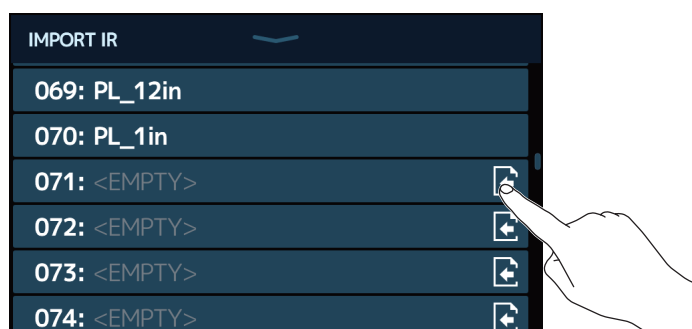 IMPORT IR
069: PL_12in
070: PL_1in
071: <EMPTY>
072: <EMPTY>
073: <EMPTY>
074: <EMPTY>